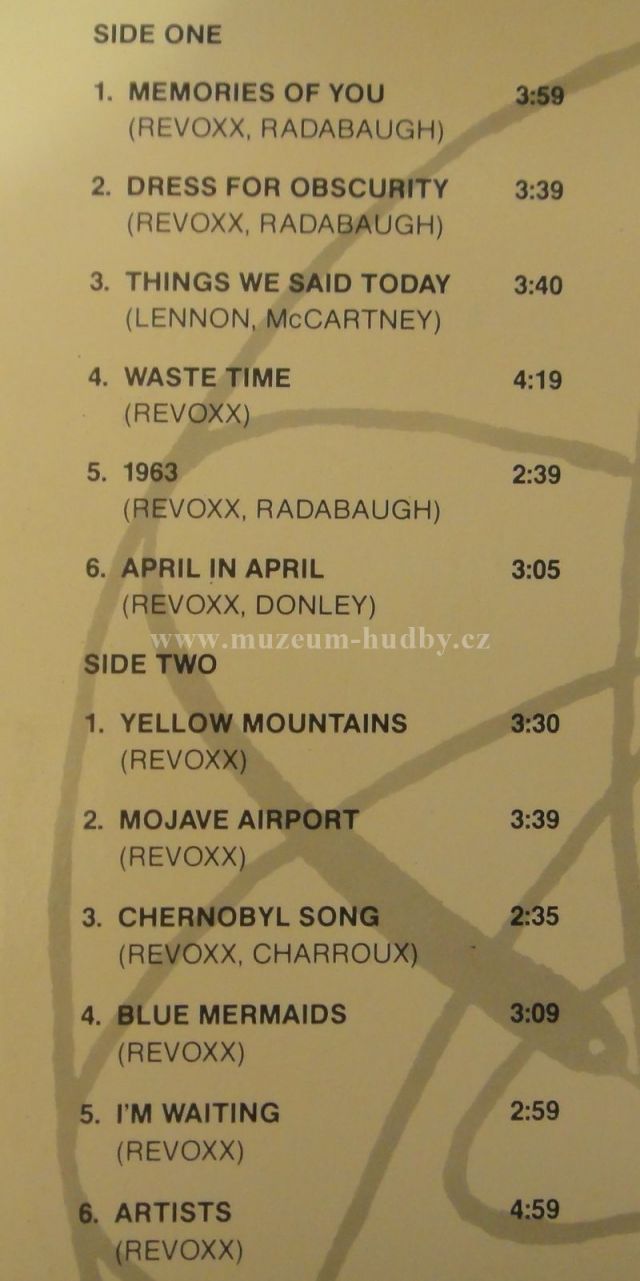 SIDE ONE
1. MEMORIES OF YOU 3:59
(REVOXX, RADABAUGH)
2. DRESS FOR OBSCURITY 3:39
(REVOXX, RADABAUGH)
3. THINGS WE SAID TODAY 3:40
(LENNON, McCARTNEY)
4. WASTE TIME 4:19
(REVOXX)
5. 1963 2:39
(REVOXX, RADABAUGH)
6. APRIL IN APRIL 3:05
(REVOXX, DONLEY)
www.muzeum-hudby.cz
SIDE TWO
1. YELLOW MOUNTAINS 3:30
(REVOXX)
2. MOJAVE AIRPORT 3:39
(REVOXX)
3. CHERNOBYL SONG 2:35
(REVOXX, CHARROUX)
4. BLUE MERMAIDS 3:09
(REVOXX)
5. I'M WAITING 2:59
(REVOXX)
6. ARTISTS 4:59
(REVOXX)